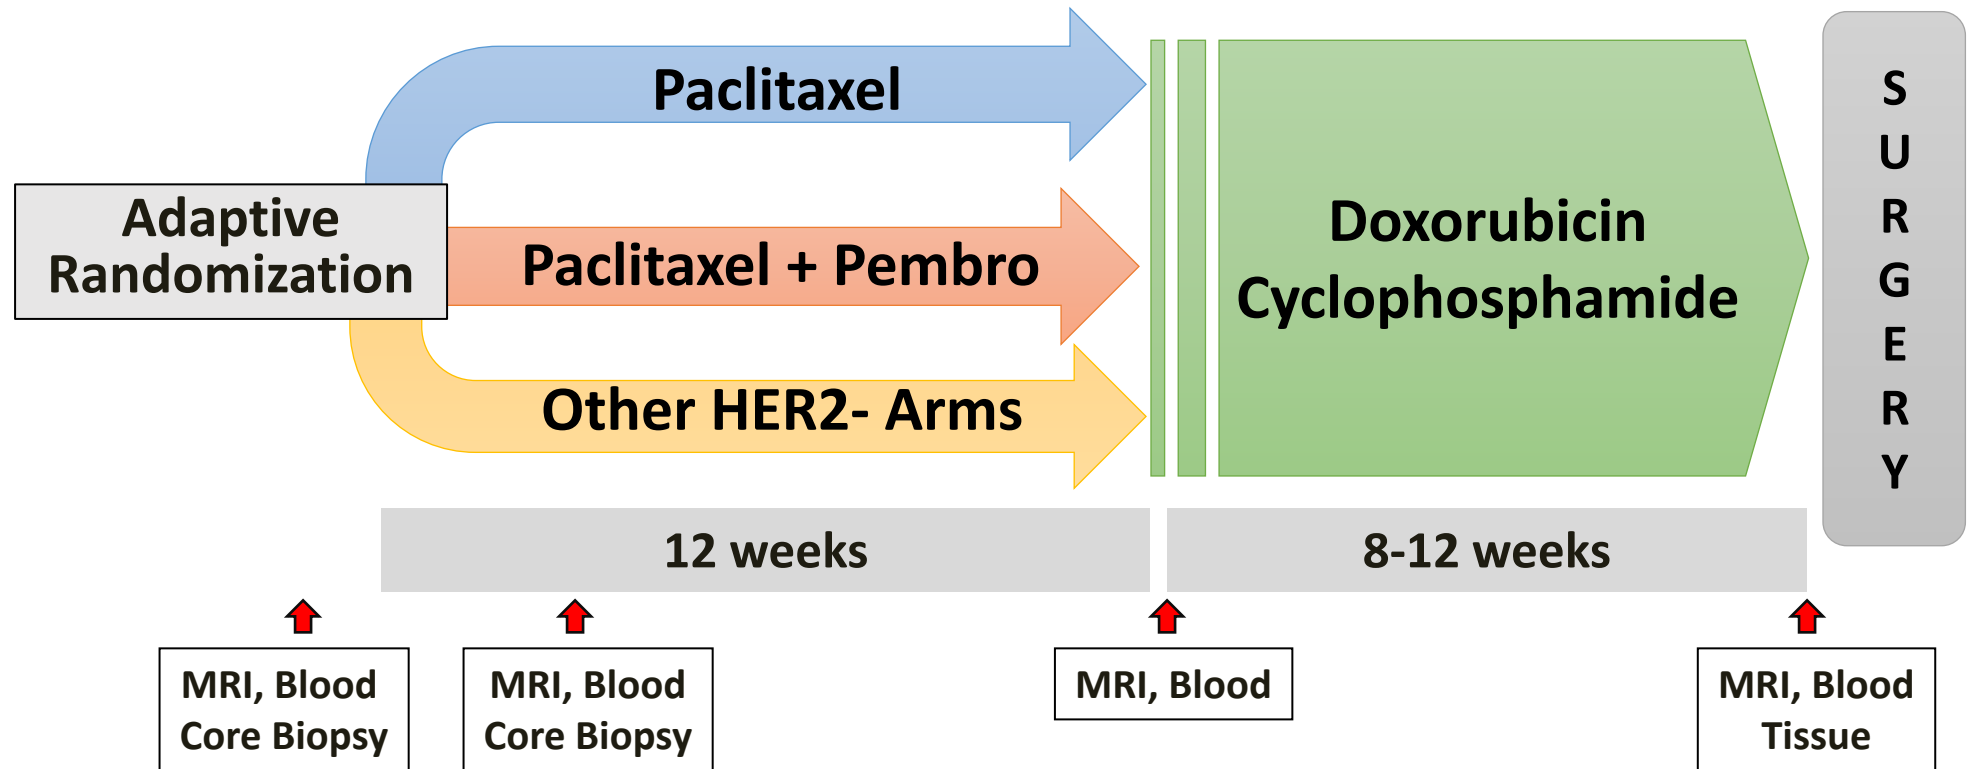 Paclitaxel
Adaptive
Randomization
Paclitaxel + Pembro
Other HER2- Arms
Doxorubicin
Cyclophosphamide
S
U
R
G
E
R
Y
12 weeks
8-12 weeks
MRI, Blood
Core Biopsy
MRI, Blood
Core Biopsy
MRI, Blood
MRI, Blood
Tissue